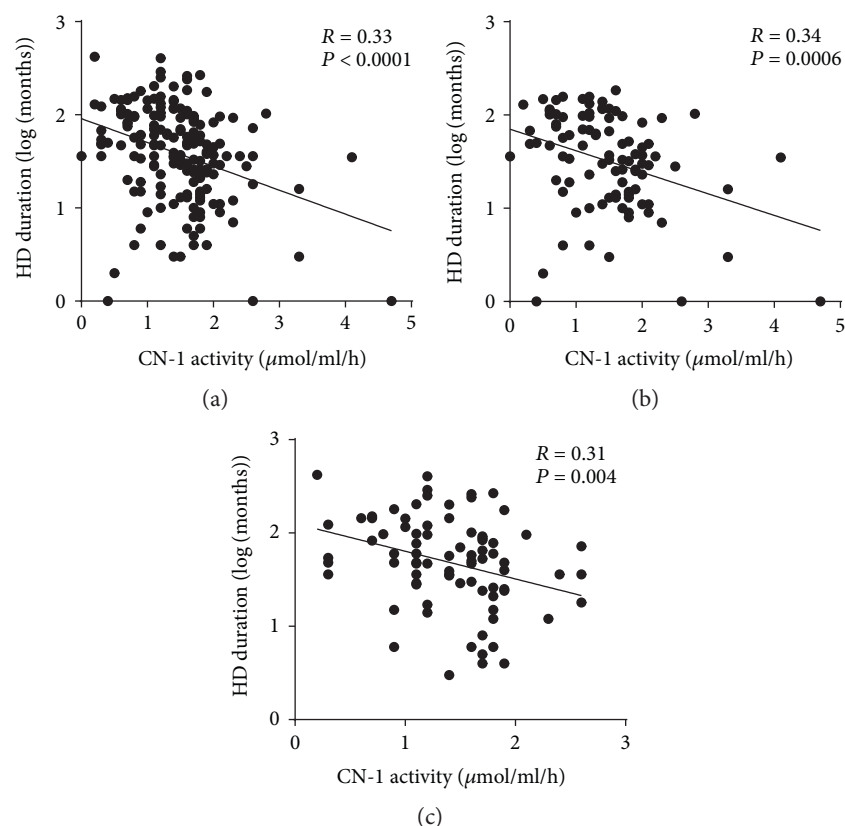 3
2
1
0
0
1
2
3
4
5
HD duration (log (months))
CN-1 activity (μmol/ml/h)
R = 0.33
P < 0.0001
(a)
3
2
1
0
0
1
2
3
4
5
HD duration (log (months))
CN-1 activity (μmol/ml/h)
R = 0.34
P = 0.0006
(b)
3
2
1
0
0
1
2
3
HD duration (log (months))
CN-1 activity (μmol/ml/h)
R = 0.31
P = 0.004
(c)